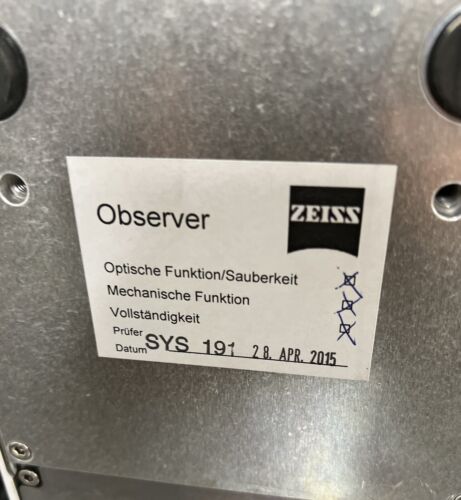 Observer
ZEISS
Optische Funktion/Sauberkeit
Mechanische Funktion
Vollständigkeit
Prüfer
Datum SYS 191 28. APR. 2015